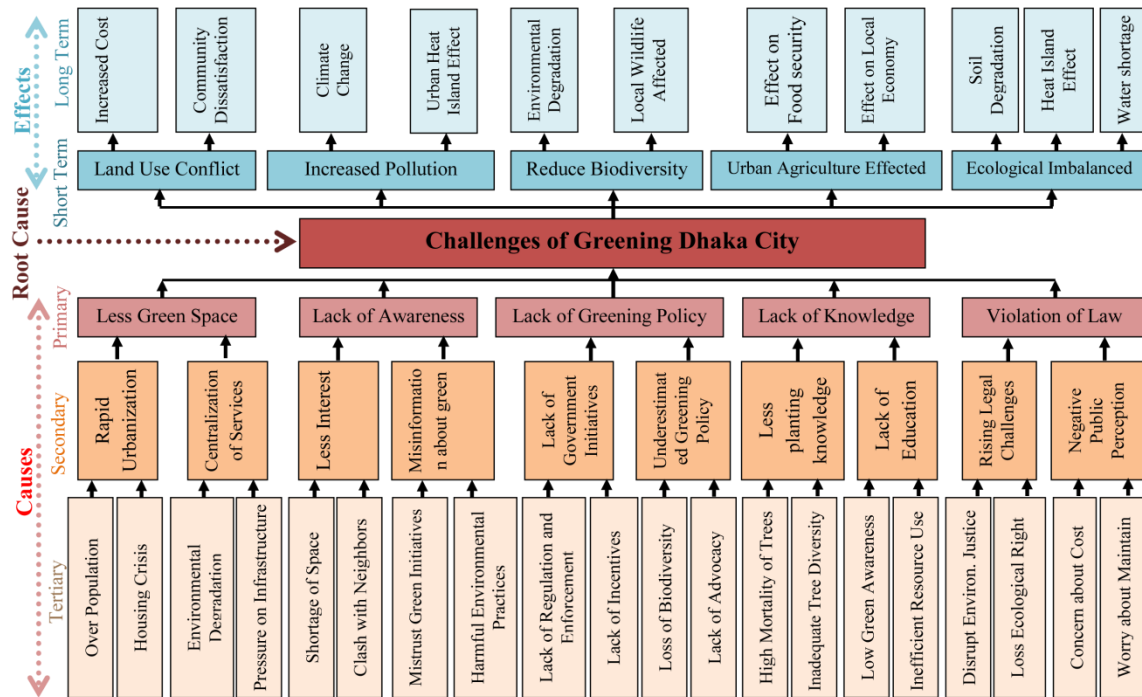 Effects
Long Term
Increased Cost
Community
Dissatisfaction
Climate
Change
Urban Heat
Island Effect
Environmental
Degradation
Local Wildlife
Affected
Effect on
Food security
Effect on Local
Economy
Soil
Degradation
Heat Island
Effect
Water shortage
Short Term
Land Use Conflict
Increased Pollution
Reduce Biodiversity
Urban Agriculture Effected
Ecological Imbalanced
Root Cause
Challenges of Greening Dhaka City
Causes
Primary
Less Green Space
Lack of Awareness
Lack of Greening Policy
Lack of Knowledge
Violation of Law
Secondary
Rapid
Urbanization
Centralization
of Services
Less Interest
Misinformatio
n about green
Lack of
Government
Initiatives
Underestimat
ed Greening
Policy
Less
planting
knowledge
Lack of
Education
Rising Legal
Challenges
Negative
Public
Perception
Tertiary
Over Population
Housing Crisis
Environmental
Degradation
Pressure on Infrastructure
Shortage of Space
Clash with Neighbors
Mistrust Green Initiatives
Harmful Environmental
Practices
Lack of Regulation and
Enforcement
Lack of Incentives
Loss of Biodiversity
Lack of Advocacy
High Mortality of Trees
Inadequate Tree Diversity
Low Green Awareness
Inefficient Resource Use
Disrupt Environ. Justice
Loss Ecological Right
Concern about Cost
Worry about Maintain